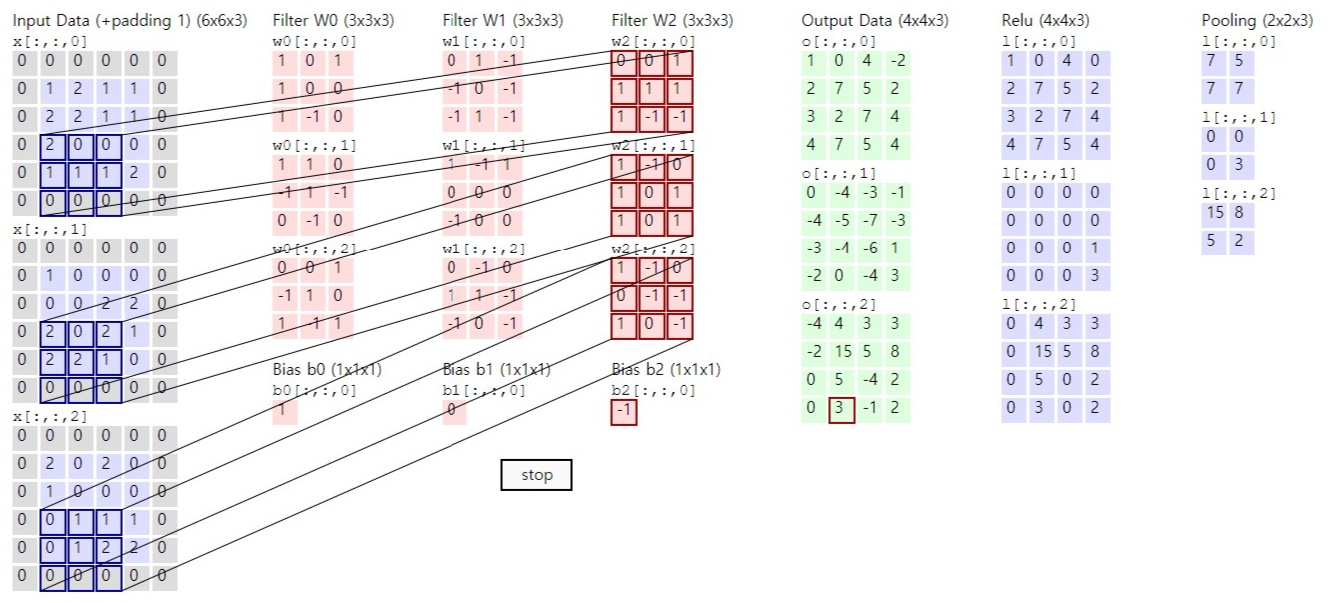 Input Data (+padding 1) (6x6x3)
x[:,:,0]
0 0 0 0 0 0
0 1 2 1 1 0
0 2 2 1 1 0
0 2 0 0 0 0
0 1 1 1 2 0
0 0 0 0 0 0
x[:,:,1]
0 0 0 0 0 0
0 1 0 0 0 0
0 0 0 2 2 0
0 2 0 2 1 0
0 2 2 1 0 0
0 0 0 0 0 0
x[:,:,2]
0 0 0 0 0 0
0 2 0 2 0 0
0 1 0 0 0 0
0 0 1 1 1 0
0 0 1 2 2 0
0 0 0 0 0 0
Filter W0 (3x3x3)
w0[:,:,0]
1 0 1
1 0 0
1 -1 0
w0[:,:,1]
1 1 0
-1 1 -1
0 -1 0
w0[:,:,2]
0 0 1
-1 1 0
1 -1 1
Bias b0 (1x1x1)
b0[:,:,0]
1
Filter W1 (3x3x3)
w1[:,:,0]
0 1 -1
-1 0 -1
-1 1 -1
w1[:,:,1]
1 -1 1
0 0 0
-1 0 0
w1[:,:,2]
0 -1 0
1 1 -1
-1 0 -1
Bias b1 (1x1x1)
b1[:,:,0]
0
Filter W2 (3x3x3)
w2[:,:,0]
0 0 1
1 1 1
1 -1 -1
w2[:,:,1]
1 -1 0
1 0 1
1 0 1
w2[:,:,2]
1 -1 0
0 -1 -1
1 0 -1
Bias b2 (1x1x1)
b2[:,:,0]
-1
stop
Output Data (4x4x3)
o[:,:,0]
1 0 4 -2
2 7 5 2
3 2 7 4
4 7 5 4
o[:,:,1]
0 -4 -3 -1
-4 -5 -7 -3
-3 -4 -6 1
-2 0 -4 3
o[:,:,2]
-4 4 3 3
-2 15 5 8
0 5 -4 2
0 3 -1 2
Relu (4x4x3)
l[:,:,0]
1 0 4 0
2 7 5 2
3 2 7 4
4 7 5 4
l[:,:,1]
0 0 0 0
0 0 0 0
0 0 0 1
0 0 0 3
l[:,:,2]
0 4 3 3
0 15 5 8
0 5 0 2
0 3 0 2
Pooling (2x2x3)
l[:,:,0]
7 5
7 7
l[:,:,1]
0 0
0 3
l[:,:,2]
15 8
5 2